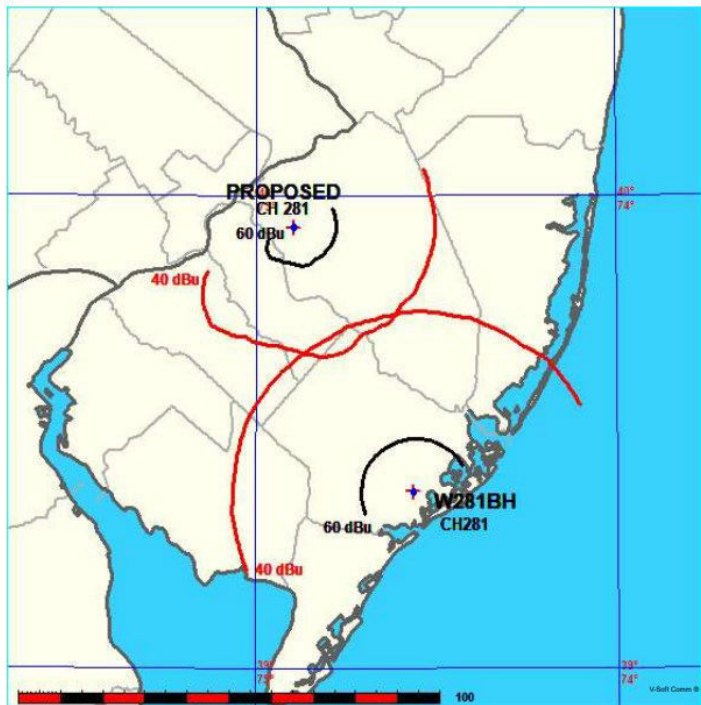 PROPOSED
CH 281
60 dBu
40 dBu
40°
74°
W281BH
CH281
60 dBu
40 dBu
39°
75°
39°
74°
V-Soft Comm ®
100